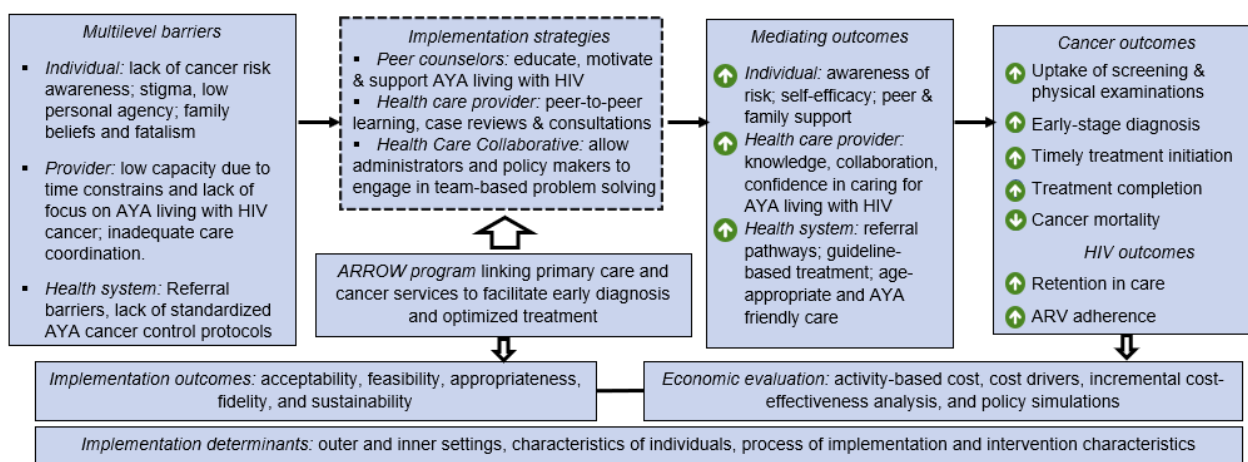 Multilevel barriers
▪ Individual: lack of cancer risk
awareness; stigma, low
personal agency; family
beliefs and fatalism
▪ Provider: low capacity due to
time constrains and lack of
focus on AYA living with HIV
cancer; inadequate care
coordination.
▪ Health system: Referral
barriers, lack of standardized
AYA cancer control protocols
Implementation strategies
▪ Peer counselors: educate, motivate
& support AYA living with HIV
▪ Health care provider: peer-to-peer
learning, case reviews & consultations
▪ Health Care Collaborative: allow
administrators and policy makers to
engage in team-based problem solving
ARROW program linking primary care and
cancer services to facilitate early diagnosis
and optimized treatment
Mediating outcomes
Individual: awareness of
risk; self-efficacy; peer &
family support
Health care provider:
knowledge, collaboration,
confidence in caring for
AYA living with HIV
Health system: referral
pathways; guideline-
based treatment; age-
appropriate and AYA
friendly care
Cancer outcomes
Uptake of screening &
physical examinations
Early-stage diagnosis
Timely treatment initiation
Treatment completion
Cancer mortality
HIV outcomes
Retention in care
ARV adherence
Implementation outcomes: acceptability, feasibility, appropriateness,
fidelity, and sustainability
Economic evaluation: activity-based cost, cost drivers, incremental cost-
effectiveness analysis, and policy simulations
Implementation determinants: outer and inner settings, characteristics of individuals, process of implementation and intervention characteristics